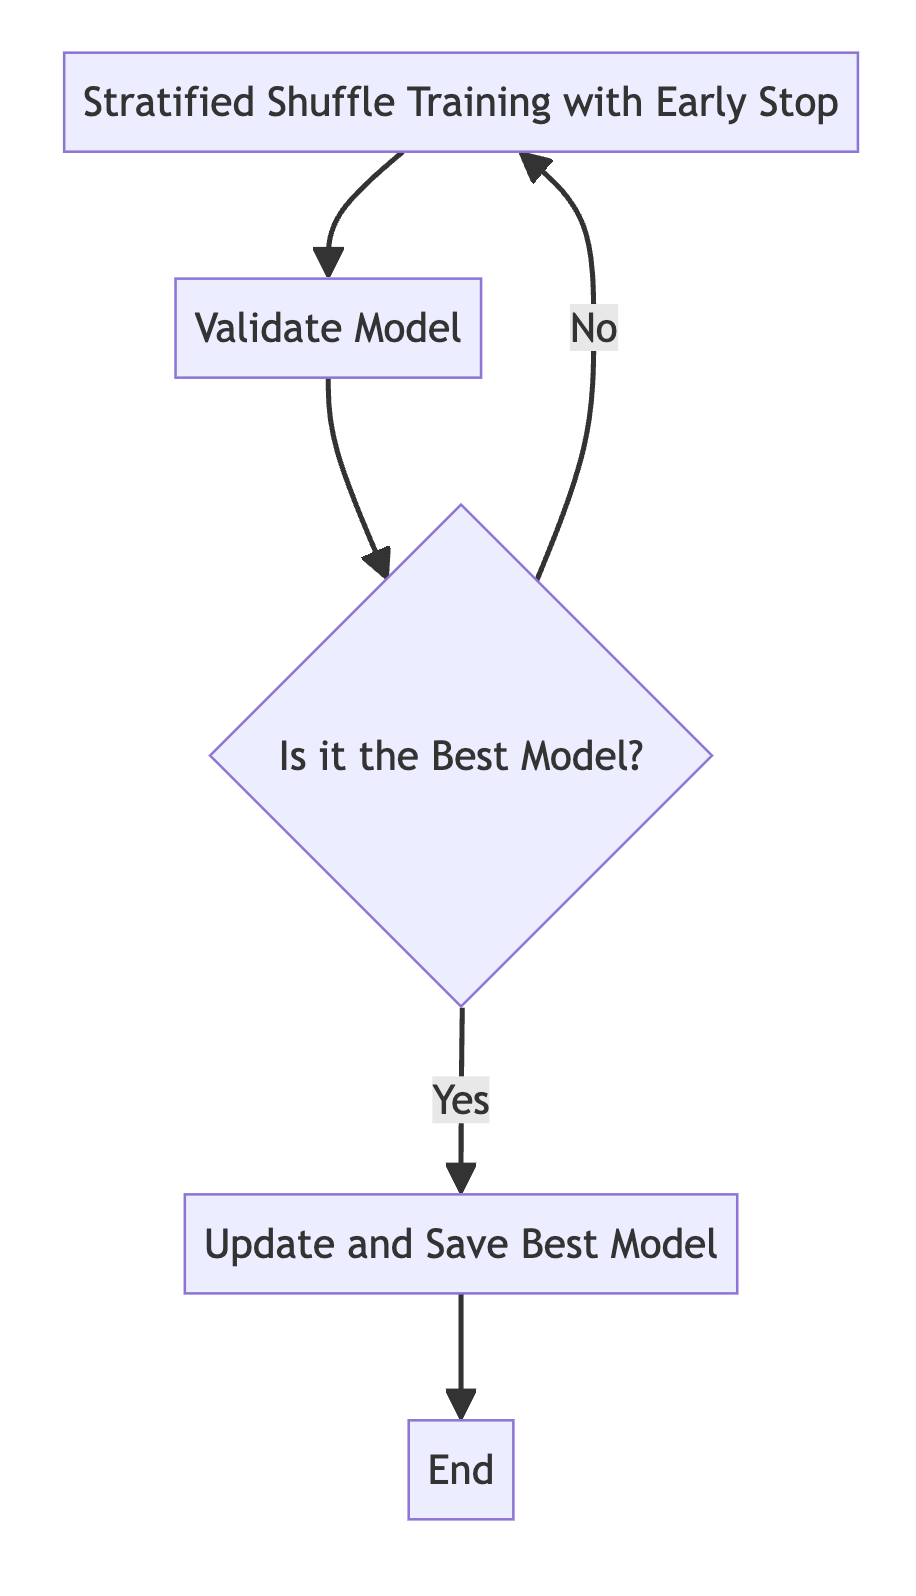 Stratified Shuffle Training with Early Stop
Validate Model
No
Is it the Best Model?
Yes
Update and Save Best Model
End